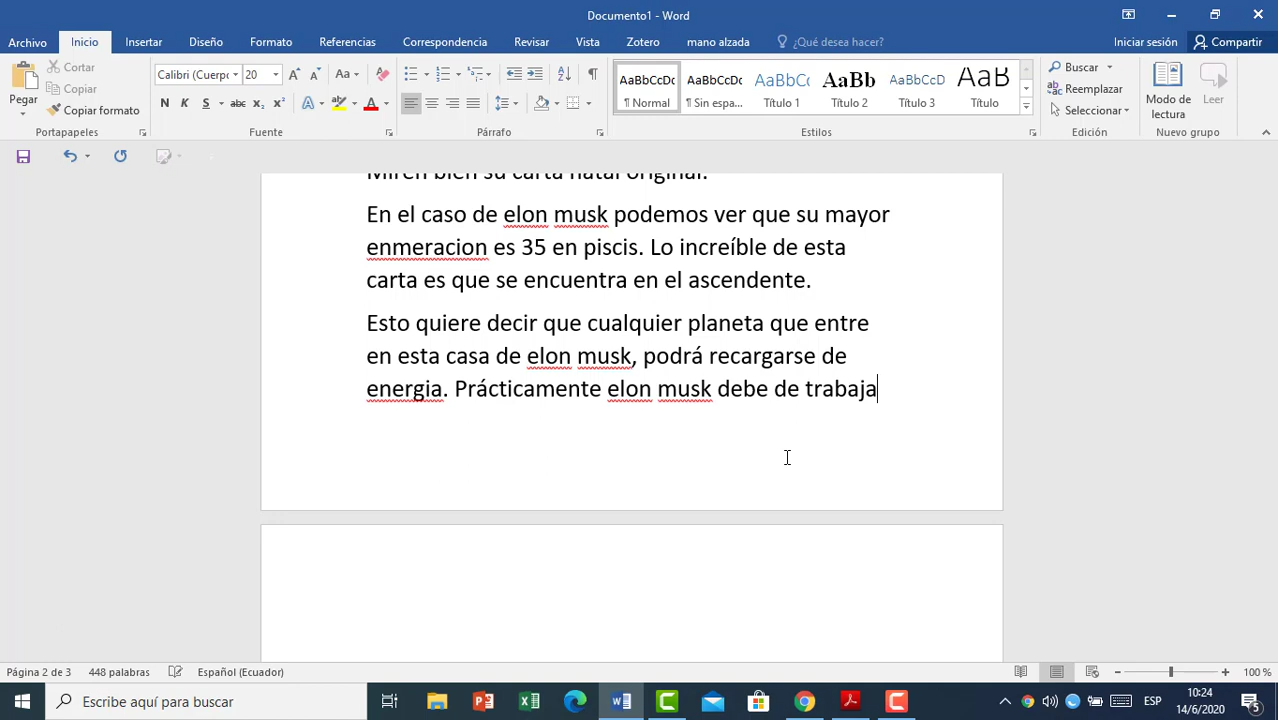 Documento1 - Word
Archivo Inicio Insertar Diseño Formato Referencias Correspondencia Revisar Vista Zotero mano alzada ¿Qué desea hacer? Iniciar sesión Compartir
Pegar Cortar Copiar Copiar formato
Calibri (Cuerpo 20 Aa
N K S abc x₂ x²
A A
AaBbCcDc AaBbCcDc AaBbCc AaBb AaBbCcD AaB
¶ Normal ¶ Sin espa... Título 1 Título 2 Título 3 Título
Buscar Reemplazar Seleccionar
Modo de lectura Leer
Portapapeles Fuente Párrafo Estilos Edición Nuevo grupo
Miren bien su carta natal original.
En el caso de elon musk podemos ver que su mayor
enmeracion es 35 en piscis. Lo increíble de esta
carta es que se encuentra en el ascendente.
Esto quiere decir que cualquier planeta que entre
en esta casa de elon musk, podrá recargarse de
energia. Prácticamente elon musk debe de trabaja
Página 2 de 3 448 palabras Español (Ecuador) 100 %
Escribe aquí para buscar ESP 10:24
14/6/2020 5